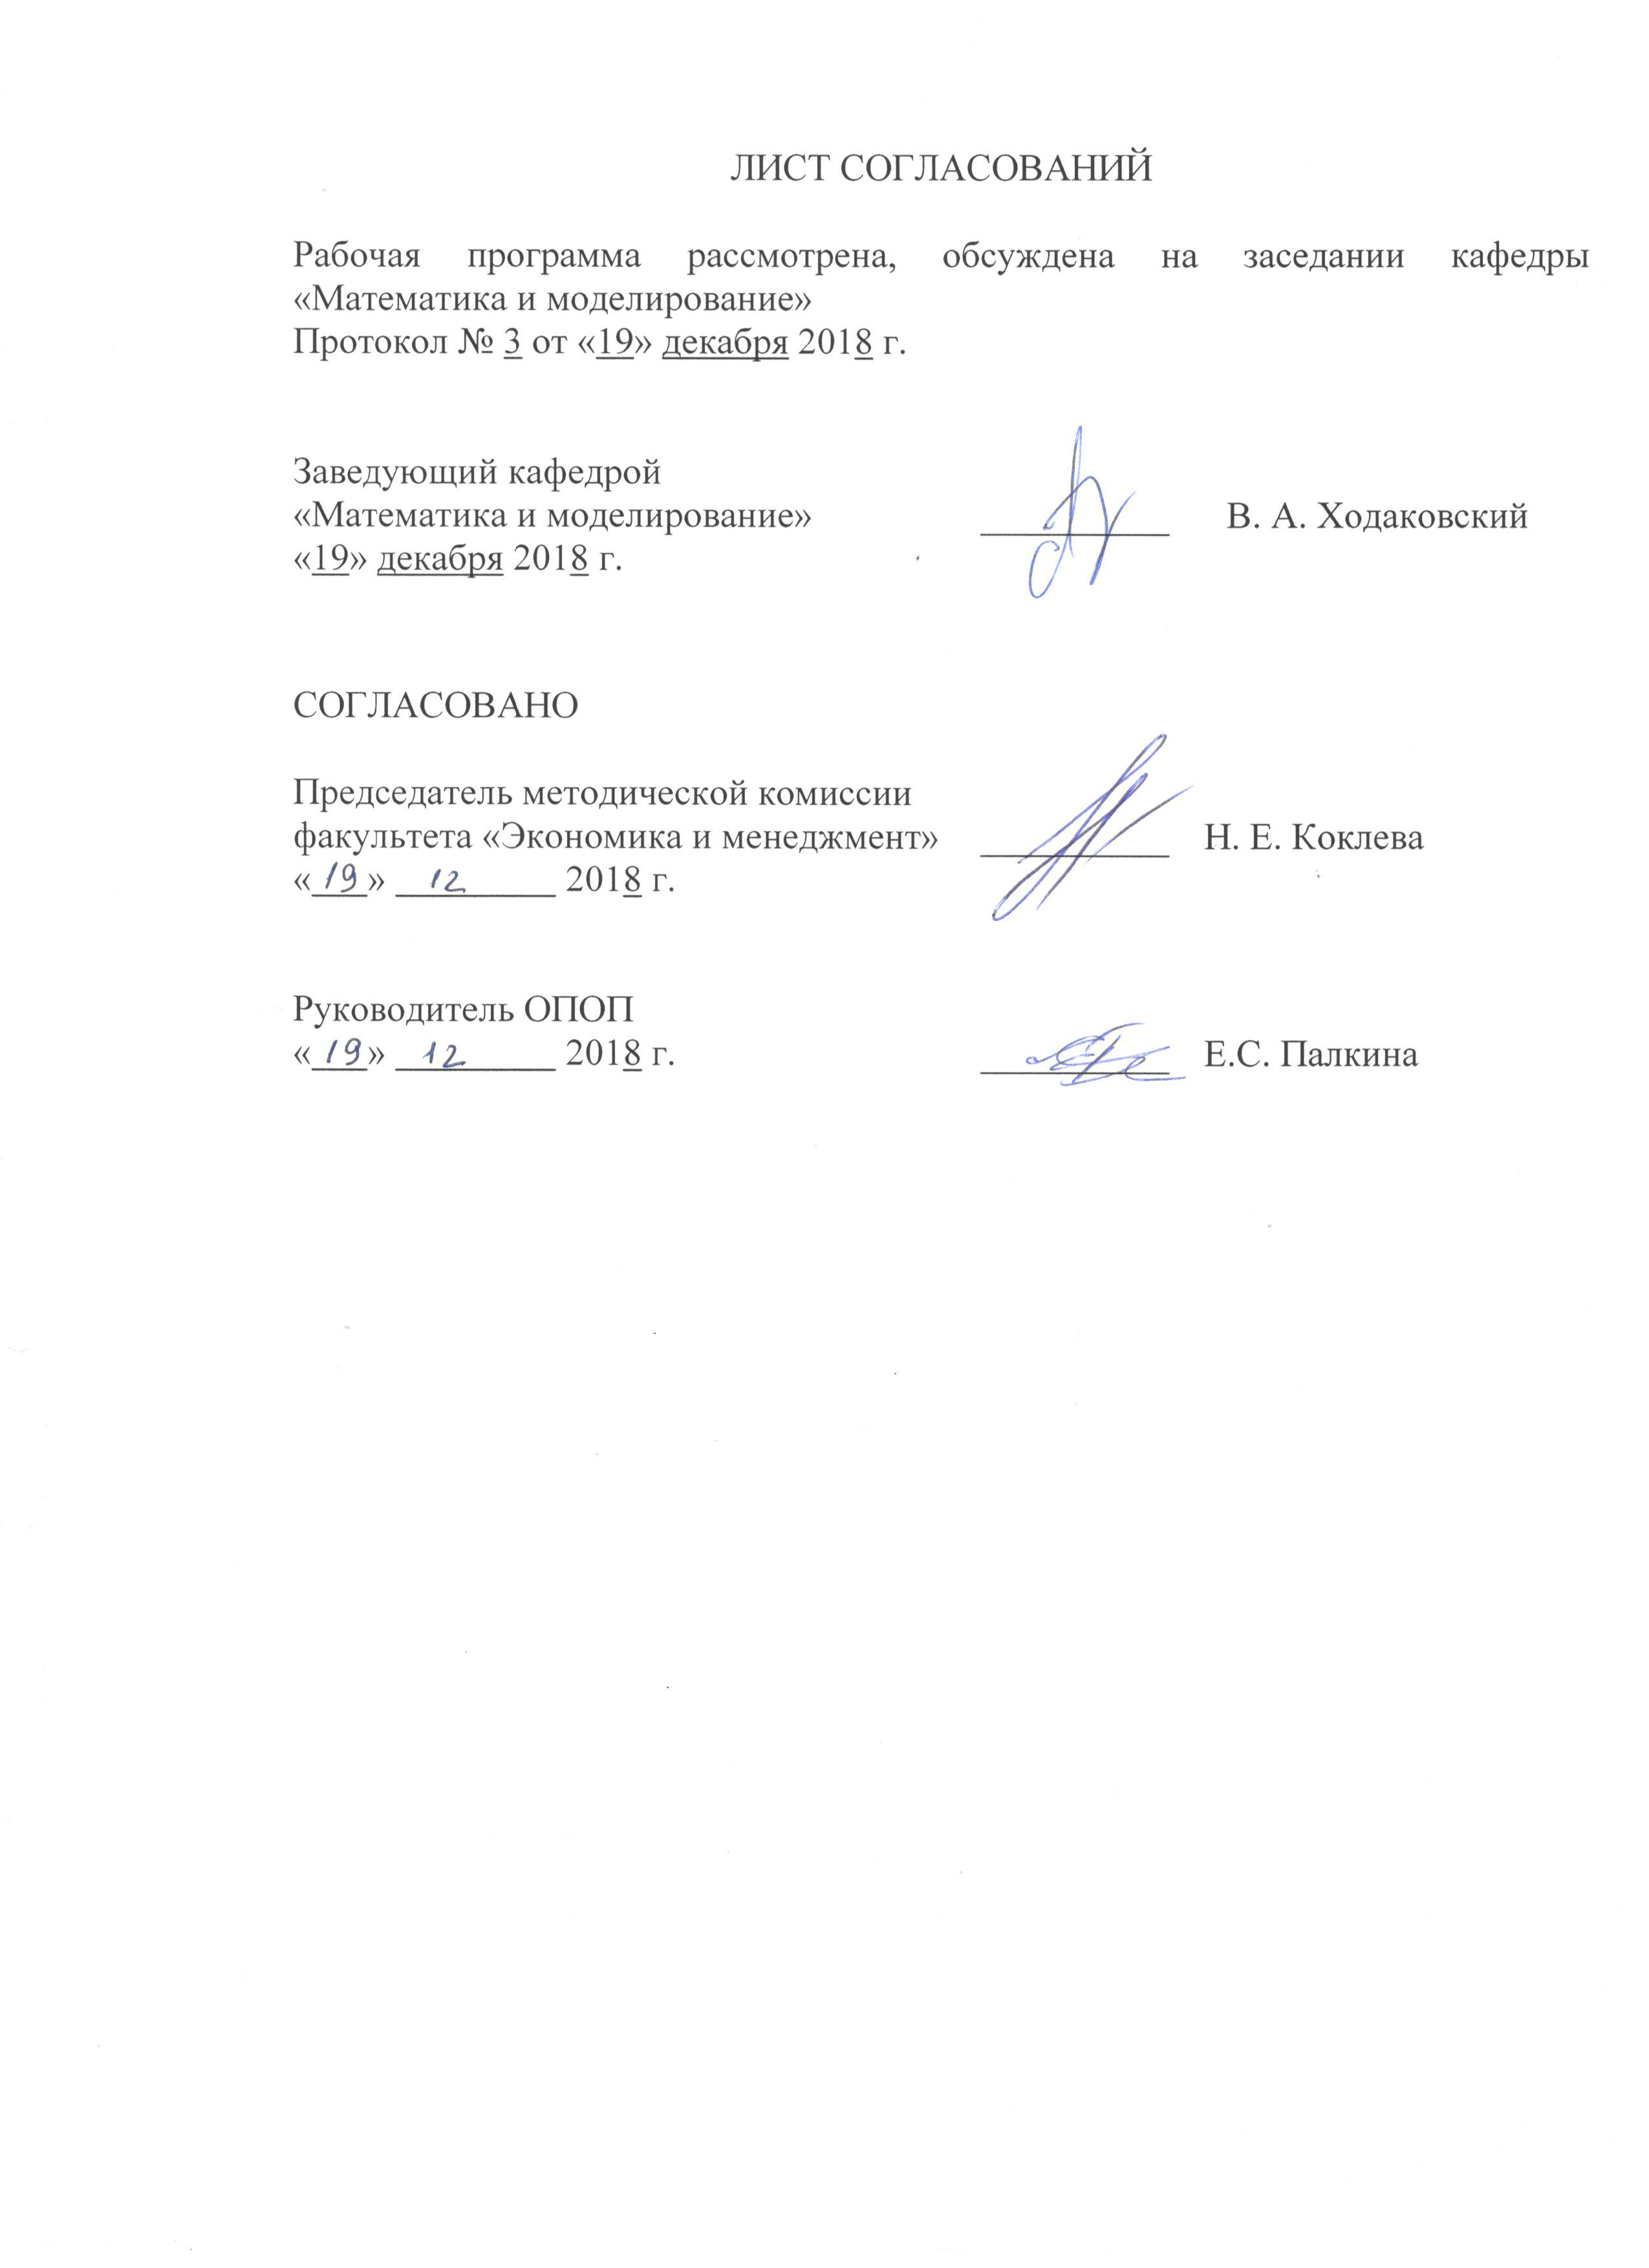 ЛИСТ СОГЛАСОВАНИЙ
Рабочая программа рассмотрена, обсуждена на заседании кафедры
«Математика и моделирование»
Протокол № 3 от «19» декабря 2018 г.
Заведующий кафедрой
«Математика и моделирование» В. А. Ходаковский
«19» декабря 2018 г.
СОГЛАСОВАНО
Председатель методической комиссии
факультета «Экономика и менеджмент» Н. Е. Коклева
«19» 12 2018 г.
Руководитель ОПОП
«19» 12 2018 г. Е.С. Палкина